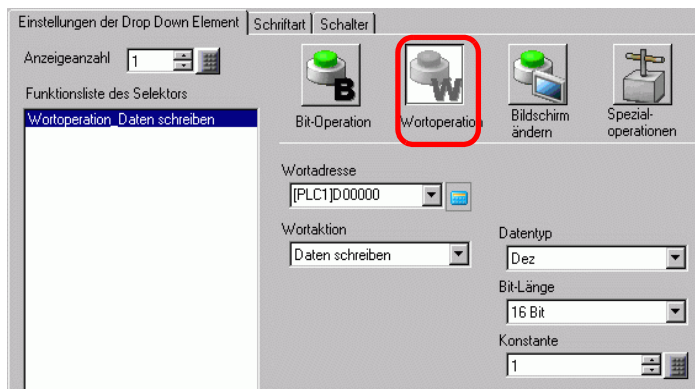 Einstellungen der Drop Down Element Schriftart Schalter
Anzeigeanzahl 1
Funktionsliste des Selektors
Wortoperation_Daten schreiben
B
W
Bit-Operation
Wortoperation
Bildschirm
ändern
Spezial-
operationen
Wortadresse
[PLC1]D00000
Wortaktion
Daten schreiben
Datentyp
Dez
Bit-Länge
16 Bit
Konstante
1